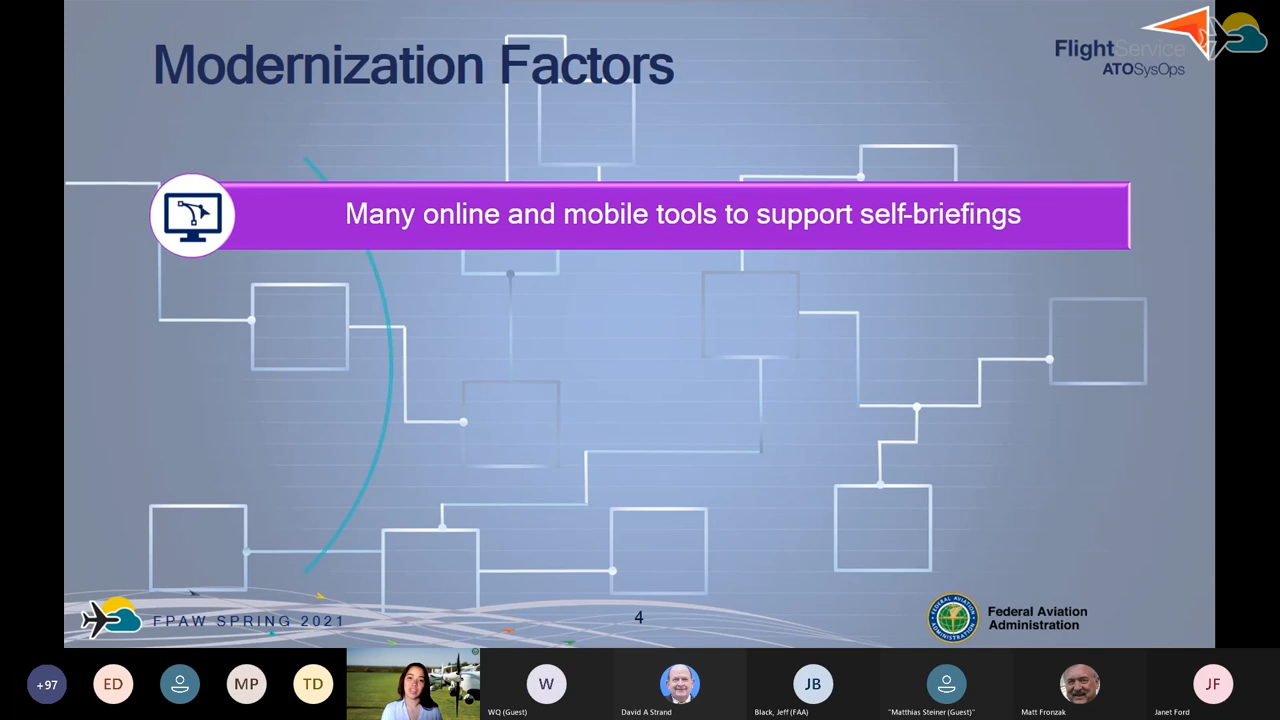 Modernization Factors
FlightService
ATOSysOps
Many online and mobile tools to support self-briefings
FPAW SPRING 2021
4
Federal Aviation
Administration
+97
ED
MP
TD
W
JB
JF
WQ (Guest)
David A Strand
Black, Jeff (FAA)
"Matthias Steiner (Guest)"
Matt Fronzak
Janet Ford